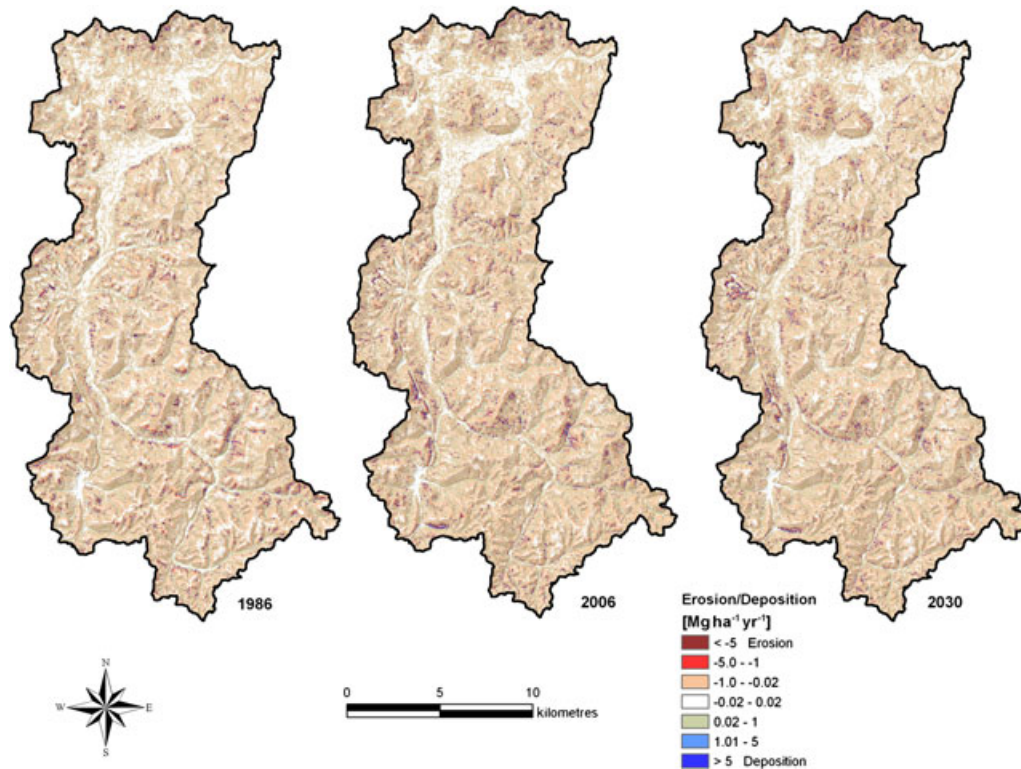 1986
2006
2030
Erosion/Deposition
[Mg ha⁻¹ yr⁻¹]
< -5 Erosion
-5.0 - -1
-1.0 - -0.02
-0.02 - 0.02
0.02 - 1
1.01 - 5
> 5 Deposition
N
W E
S
0 5 10
kilometres